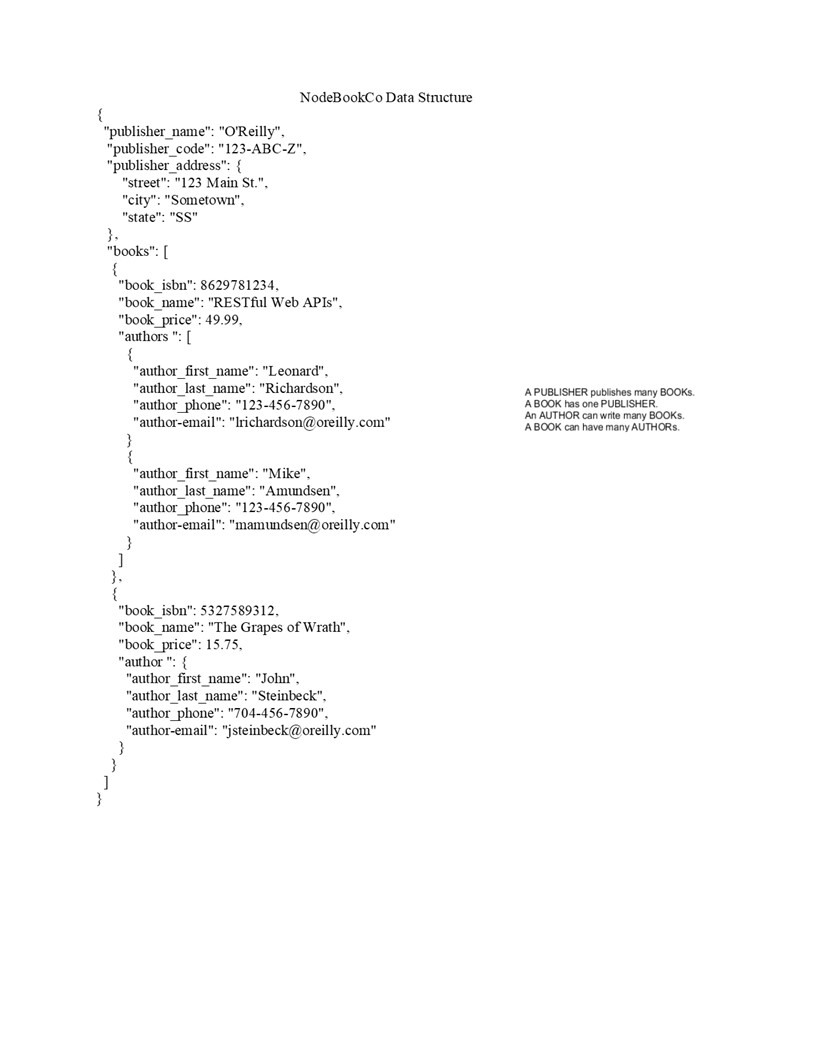 NodeBookCo Data Structure
{
"publisher_name": "O'Reilly",
"publisher_code": "123-ABC-Z",
"publisher_address": {
"street": "123 Main St.",
"city": "Sometown",
"state": "SS"
},
"books": [
{
"book_isbn": 8629781234,
"book_name": "RESTful Web APIs",
"book_price": 49.99,
"authors ": [
{
"author_first_name": "Leonard",
"author_last_name": "Richardson",
"author_phone": "123-456-7890",
"author-email": "lrichardson@oreilly.com"
}
{
"author_first_name": "Mike",
"author_last_name": "Amundsen",
"author_phone": "123-456-7890",
"author-email": "mamundsen@oreilly.com"
}
]
},
{
"book_isbn": 5327589312,
"book_name": "The Grapes of Wrath",
"book_price": 15.75,
"author ": {
"author_first_name": "John",
"author_last_name": "Steinbeck",
"author_phone": "704-456-7890",
"author-email": "jsteinbeck@oreilly.com"
}
}
]
}
A PUBLISHER publishes many BOOKs.
A BOOK has one PUBLISHER.
An AUTHOR can write many BOOKs.
A BOOK can have many AUTHORs.